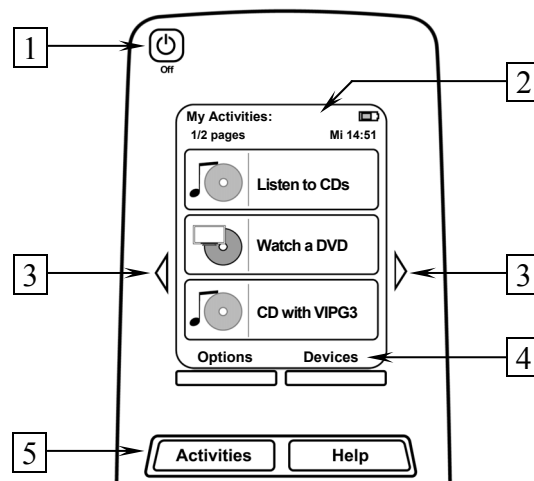 1
Off
2
My Activities:
1/2 pages Mi 14:51
Listen to CDs
Watch a DVD
3 3
CD with VIPG3
Options Devices
4
5
Activities Help